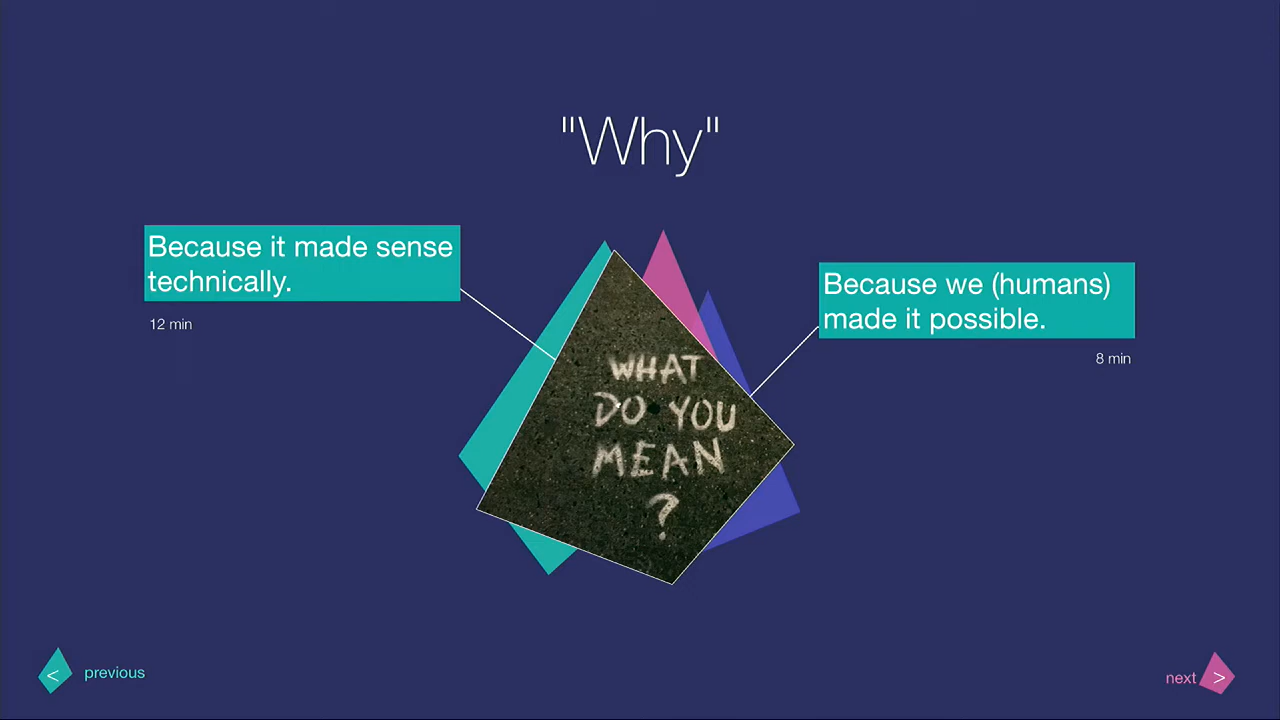 "Why"
Because it made sense
technically.
12 min
Because we (humans)
made it possible.
8 min
WHAT
DO YOU
MEAN
?
< previous
next >